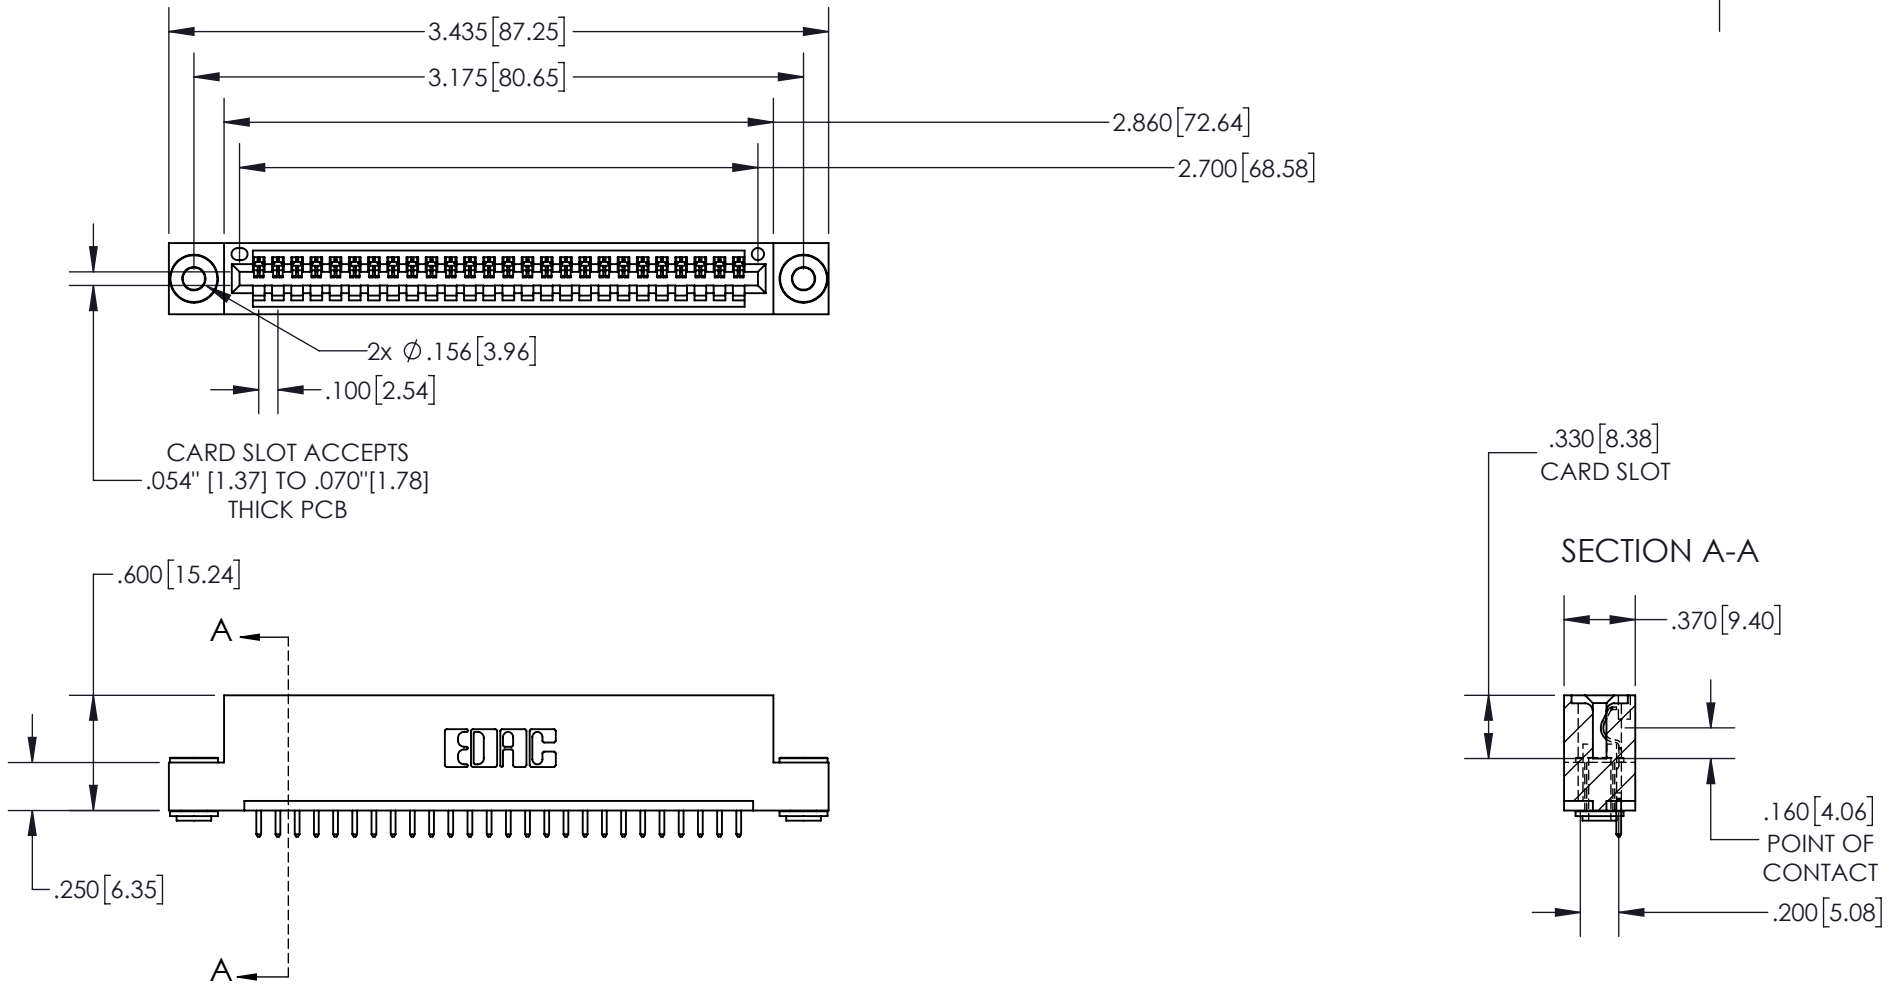 3.435[87.25]
3.175[80.65]
2.860[72.64]
2.700[68.58]
2x Ø.156[3.96]
.100[2.54]
CARD SLOT ACCEPTS
.054" [1.37] TO .070"[1.78]
THICK PCB
.330[8.38]
CARD SLOT
SECTION A-A
.600[15.24]
A
.370[9.40]
EDAC
.160[4.06]
POINT OF
CONTACT
.250[6.35]
.200[5.08]
A